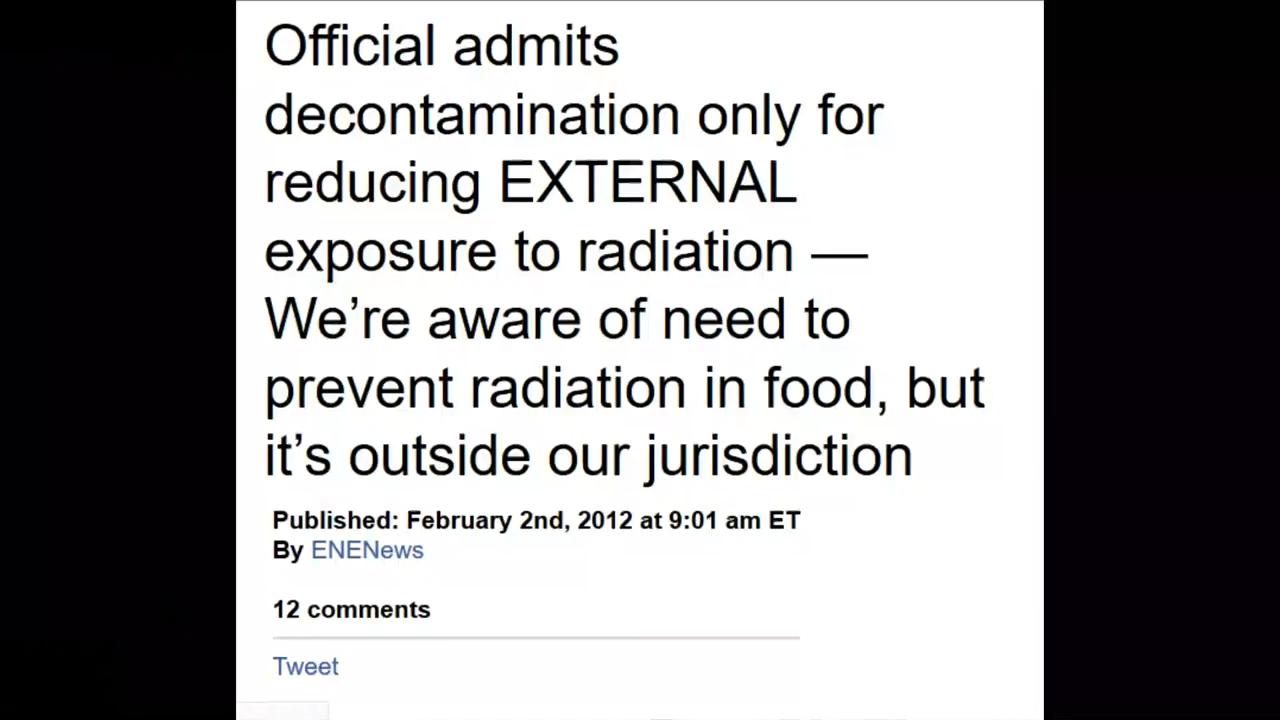 Official admits
decontamination only for
reducing EXTERNAL
exposure to radiation —
We’re aware of need to
prevent radiation in food, but
it’s outside our jurisdiction
Published: February 2nd, 2012 at 9:01 am ET
By ENENews
12 comments
Tweet